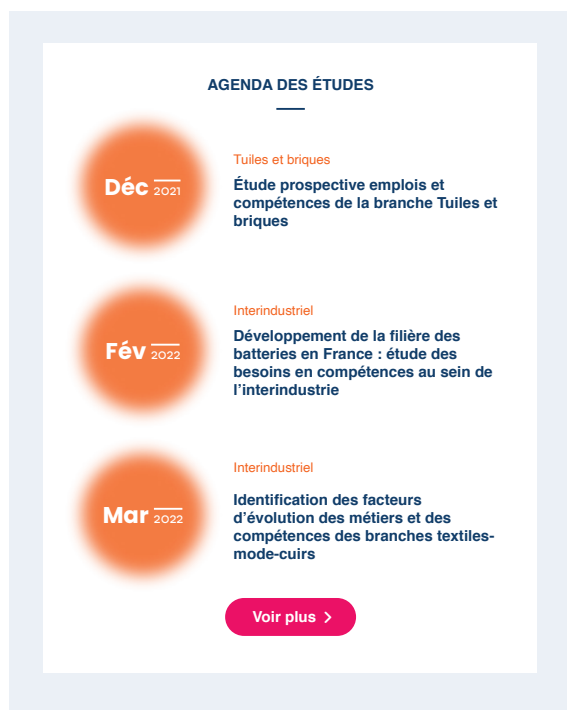 AGENDA DES ÉTUDES
Déc 2021
Tuiles et briques
Étude prospective emplois et
compétences de la branche Tuiles et
briques
Fév 2022
Interindustriel
Développement de la filière des
batteries en France : étude des
besoins en compétences au sein de
l’interindustrie
Mar 2022
Interindustriel
Identification des facteurs
d’évolution des métiers et des
compétences des branches textiles-
mode-cuirs
Voir plus